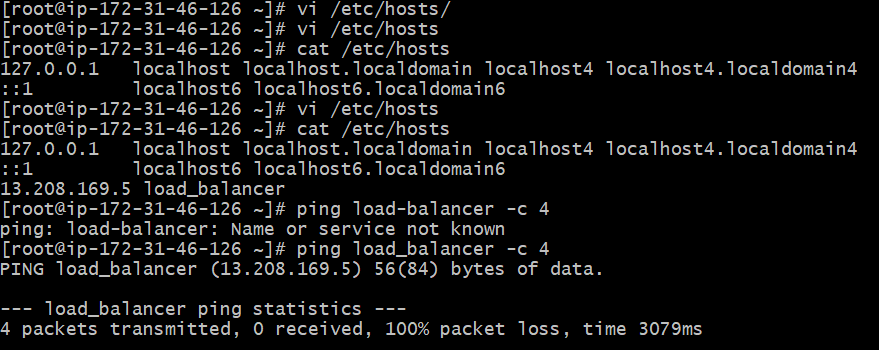 [root@ip-172-31-46-126 ~]# vi /etc/hosts/
[root@ip-172-31-46-126 ~]# vi /etc/hosts
[root@ip-172-31-46-126 ~]# cat /etc/hosts
127.0.0.1   localhost localhost.localdomain localhost4 localhost4.localdomain4
::1         localhost6 localhost6.localdomain6
[root@ip-172-31-46-126 ~]# vi /etc/hosts
[root@ip-172-31-46-126 ~]# cat /etc/hosts
127.0.0.1   localhost localhost.localdomain localhost4 localhost4.localdomain4
::1         localhost6 localhost6.localdomain6
13.208.169.5 load_balancer
[root@ip-172-31-46-126 ~]# ping load-balancer -c 4
ping: load-balancer: Name or service not known
[root@ip-172-31-46-126 ~]# ping load_balancer -c 4
PING load_balancer (13.208.169.5) 56(84) bytes of data.

--- load_balancer ping statistics ---
4 packets transmitted, 0 received, 100% packet loss, time 3079ms